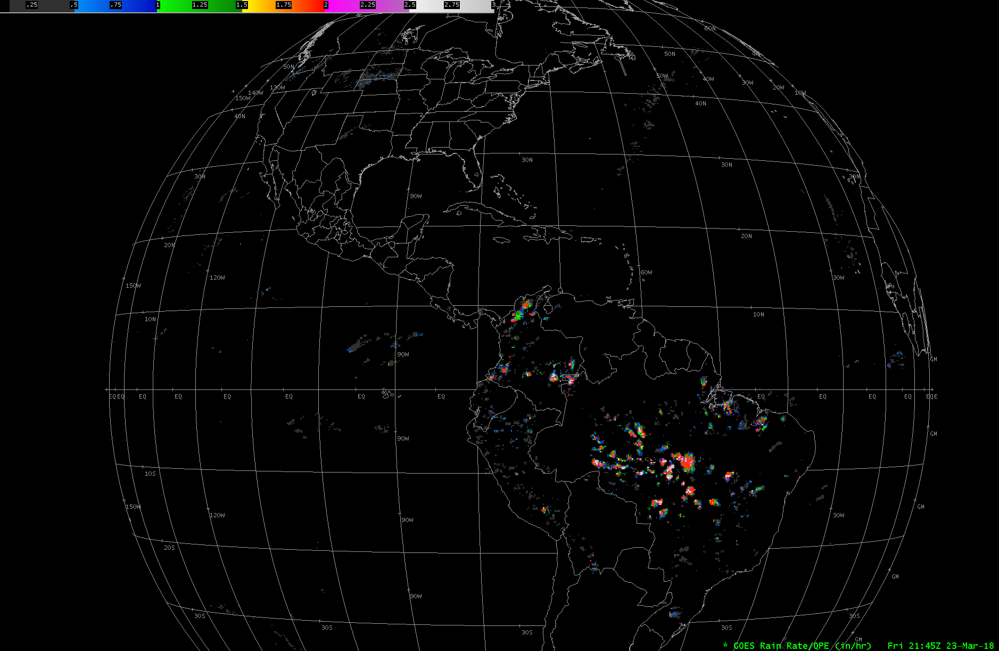 .25 .5 .75 1 1.25 1.5 1.75 2 2.25 2.5 2.75 3
60N
50N GM
50N
50W 40W 30W 20W
130W
140W 10W
150W
40N 40N
30N 30N
30N 30N
90W
20N 20N
60W
120W 30W
150W
10N 10N
90W GM
EQ EQ EQ EQ EQ EQ EQ EQ EQ EQ EQ EQ EQE
90W GM
10S
150W GM
120W 90W 30W
20S
GM
90W
30S 30S
30S 30S 30S
GM
* GOES Rain Rate/QPE (in/hr) Fri 21:45Z 23-Mar-18